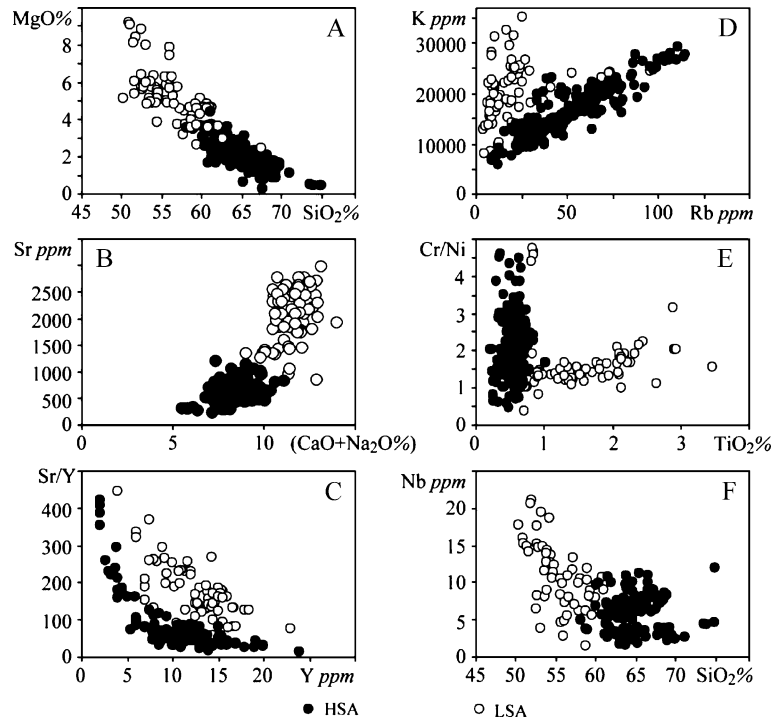 MgO%
9
8
6
4
2
0
A
45 50 55 60 65 70 SiO2%
K ppm
30000
20000
10000
0
D
0 50 100 Rb ppm
Sr ppm
2500
2000
1500
1000
500
0
B
0 5 10 (CaO+Na2O%)
Cr/Ni
4
3
2
1
0
E
0 1 2 3 TiO2%
Sr/Y
400
300
200
100
0
C
0 5 10 15 20 Y ppm
Nb ppm
20
15
10
5
0
F
45 50 55 60 65 70 SiO2%
HSA LSA